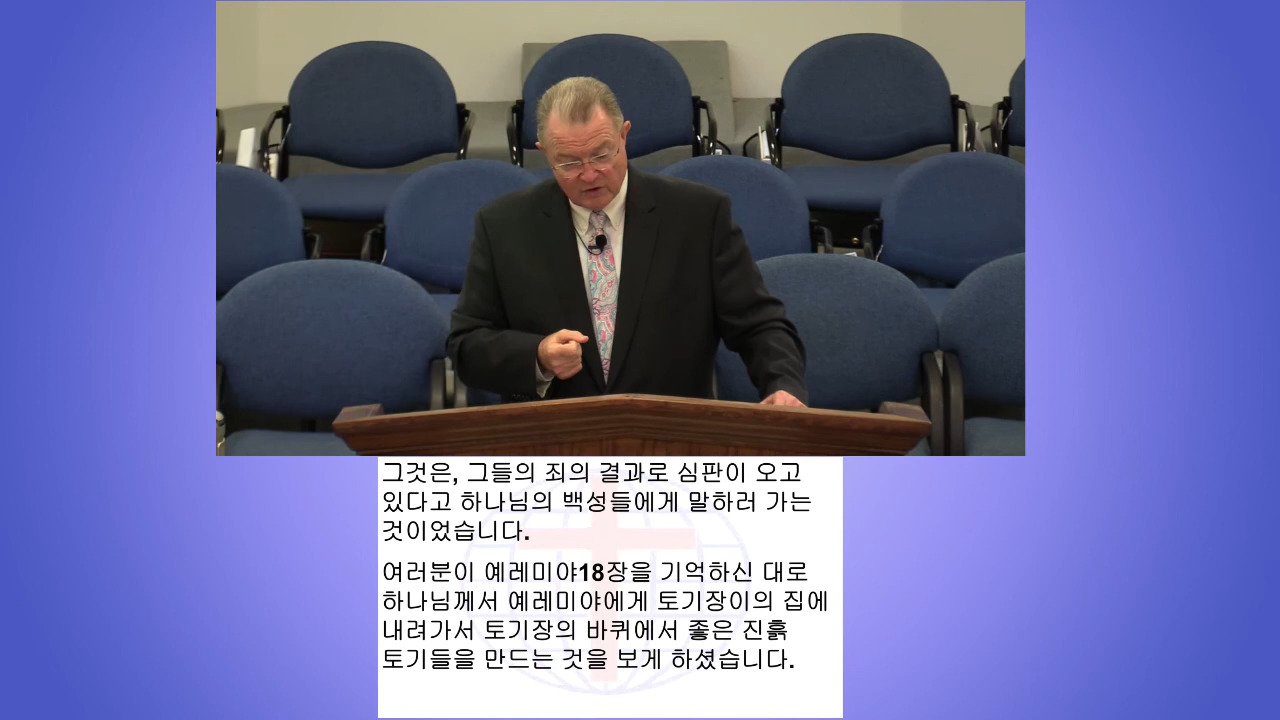 그것은, 그들의 죄의 결과로 심판이 오고
있다고 하나님의 백성들에게 말하러 가는
것이었습니다.
여러분이 예레미야18장을 기억하신 대로
하나님께서 예레미야에게 토기장이의 집에
내려가서 토기장의 바퀴에서 좋은 진흙
토기들을 만드는 것을 보게 하셨습니다.